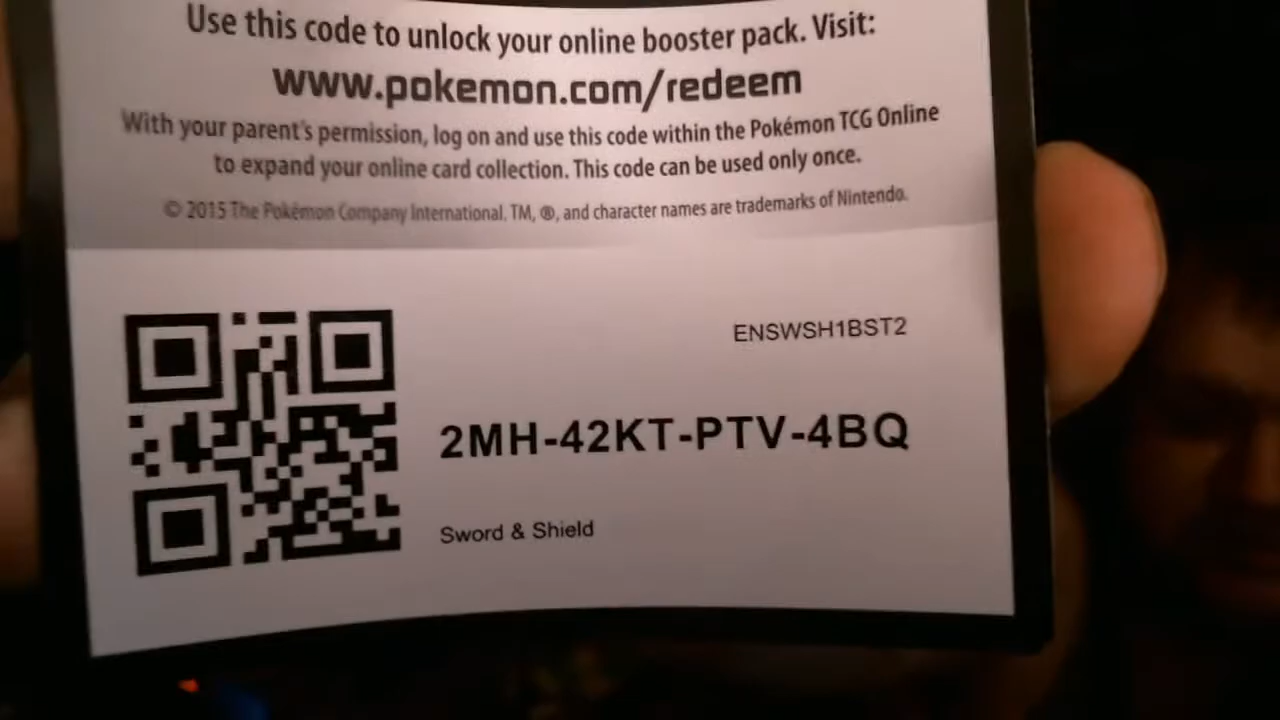 Use this code to unlock your online booster pack. Visit:
www.pokemon.com/redeem
With your parent's permission, log on and use this code within the Pokémon TCG Online
to expand your online card collection. This code can be used only once.
© 2015 The Pokémon Company International. TM, ®, and character names are trademarks of Nintendo.
ENSWSH1BST2
2MH-42KT-PTV-4BQ
Sword & Shield